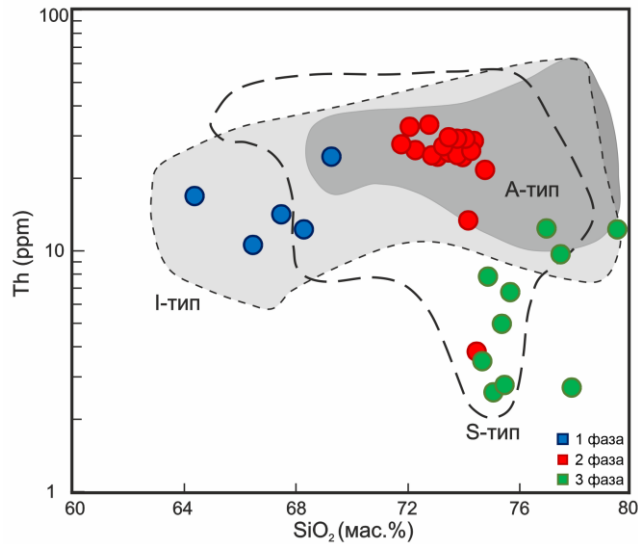 100
Th (ppm)
А-тип
10
I-тип
S-тип
1 фаза
2 фаза
3 фаза
1
60
64
68
72
76
80
SiO₂ (мас.%)